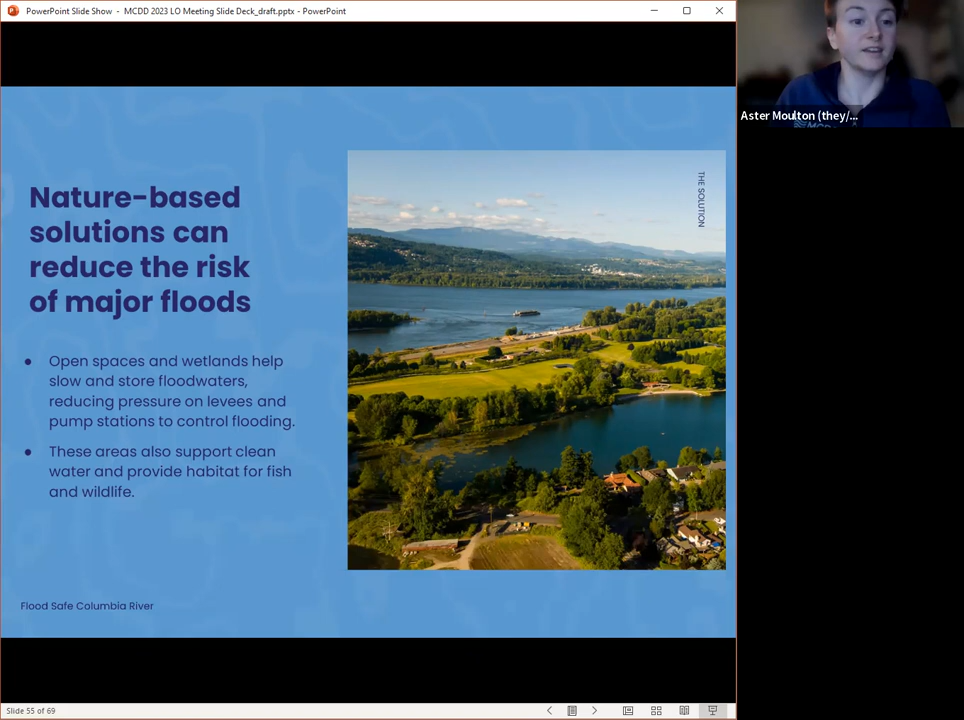 PowerPoint Slide Show - MCDD 2023 LO Meeting Slide Deck_draft.pptx - PowerPoint
THE SOLUTION
Nature-based
solutions can
reduce the risk
of major floods
• Open spaces and wetlands help
slow and store floodwaters,
reducing pressure on levees and
pump stations to control flooding.
• These areas also support clean
water and provide habitat for fish
and wildlife.
Flood Safe Columbia River
Slide 55 of 69
Aster Moulton (they/...